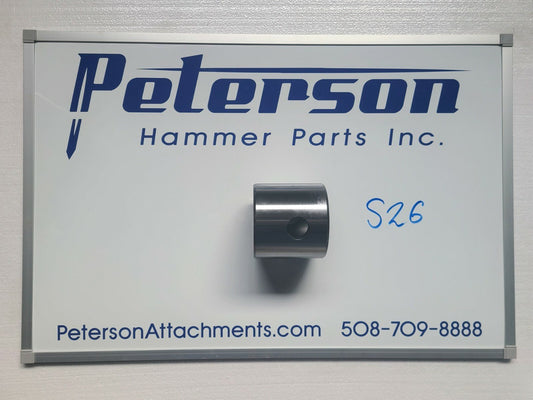 Peterson
Hammer Parts Inc.
S26
PetersonAttachments.com 508-709-8888